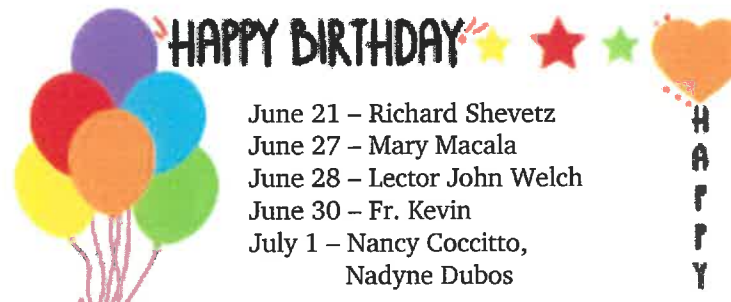 HAPPY BIRTHDAY
June 21 – Richard Shevetz
June 27 – Mary Macala
June 28 – Lector John Welch
June 30 – Fr. Kevin
July 1 – Nancy Coccitto,
Nadyne Dubos
H
A
P
P
Y